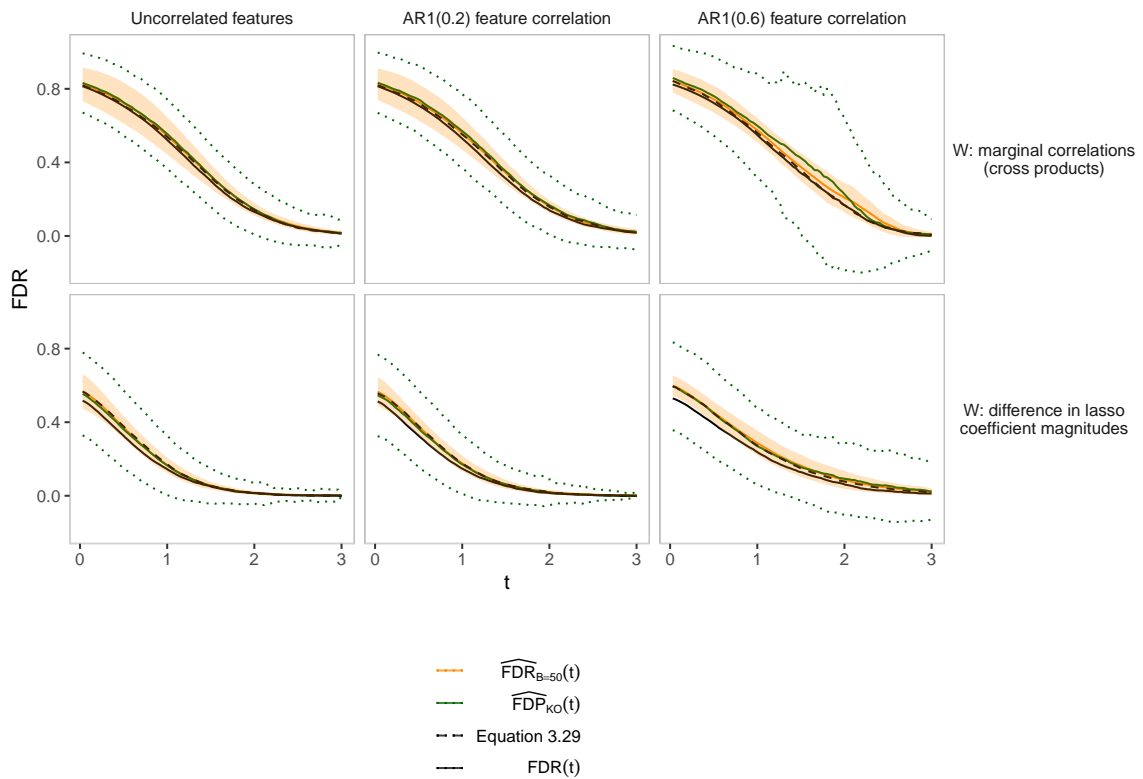 Uncorrelated features
AR1(0.2) feature correlation
AR1(0.6) feature correlation
0.8
0.4
0.0
W: marginal correlations
(cross products)
FDR
0.8
0.4
0.0
W: difference in lasso
coefficient magnitudes
0 1 2 3
0 1 2 3
0 1 2 3
t
FDR̂B=50(t)
FDP̂KO(t)
Equation 3.29
FDR(t)